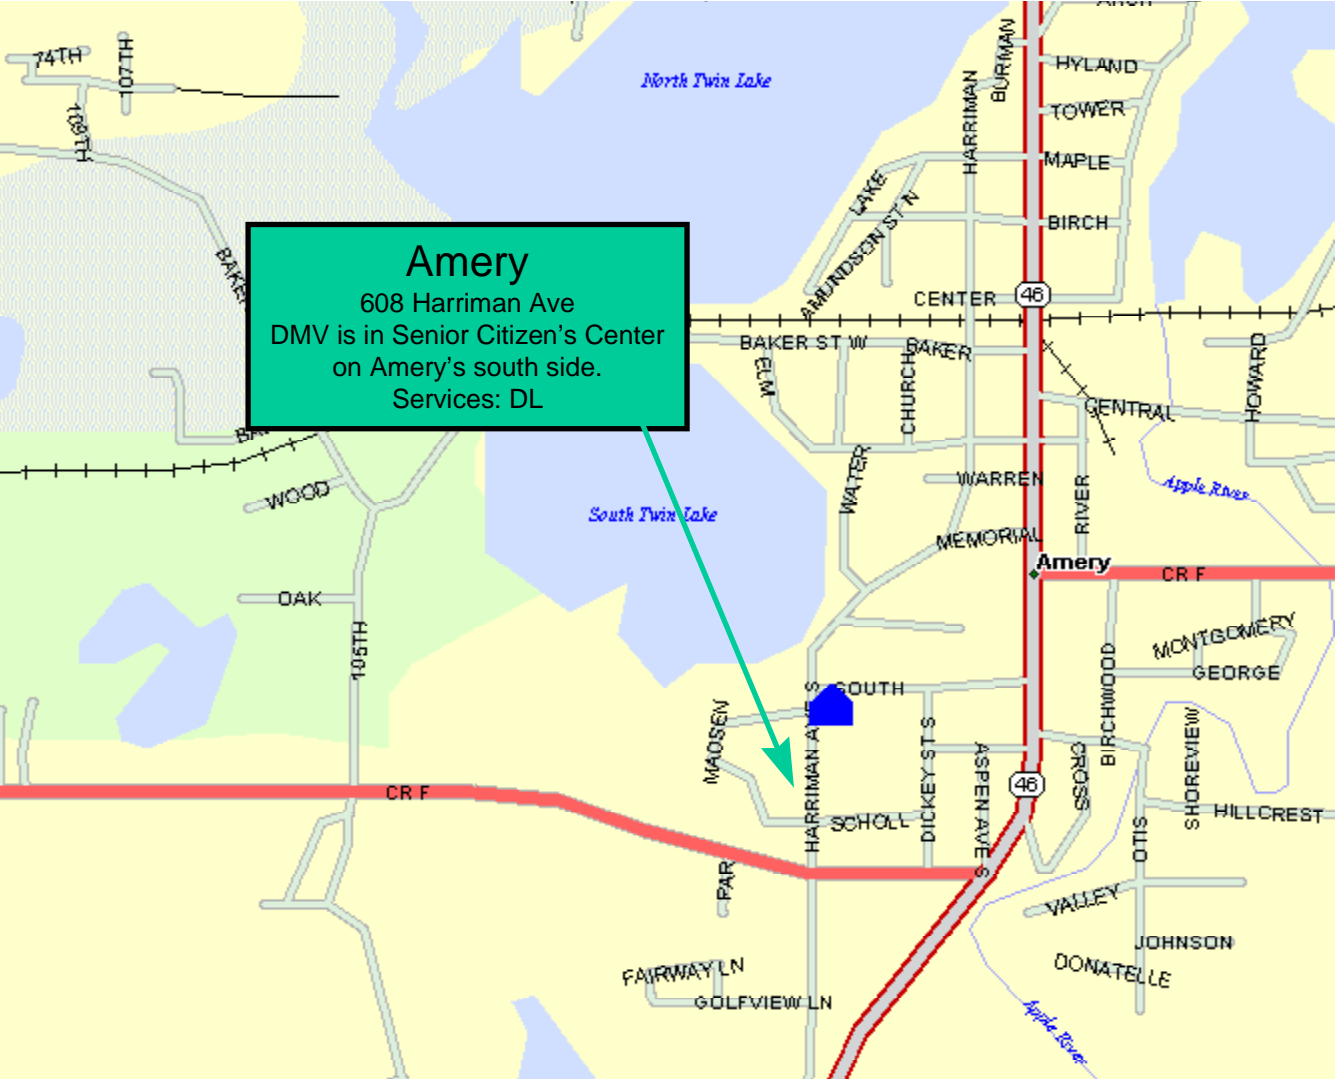 ARCH
BURMAN
74TH
107TH
North Twin Lake
HYLAND
HARRIMAN
109TH
TOWER
MAPLE
LAKE
AMUNDSON ST N
BIRCH
BAKER
Amery
608 Harriman Ave
DMV is in Senior Citizen's Center
on Amery's south side.
Services: DL
CENTER
46
BAKER ST W
BAKER
ELM
CHURCH
HOWARD
CENTRAL
WATER
WARREN
RIVER
Apple River
WOOD
South Twin Lake
MEMORIAL
Amery
CR F
OAK
105TH
MONTGOMERY
GEORGE
BIRCHWOOD
SOUTH
MADSEN
HARRIMAN AVE S
DICKEY ST S
ASPEN AVE S
CROSS
SHOREVIEW
46
CR F
SCHOLL
HILLCREST
OTIS
PAR
VALLEY
JOHNSON
DONATELLE
FAIRWAY LN
GOLFVIEW LN
Apple River